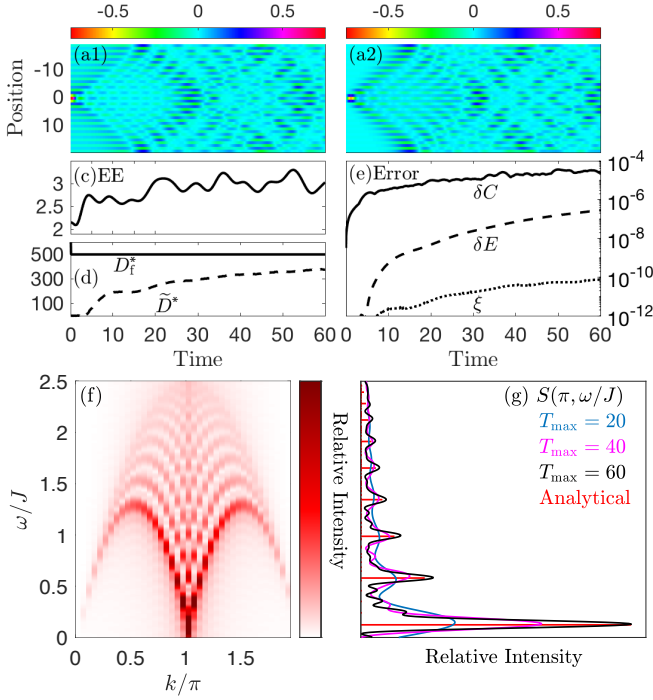 -0.5 0 0.5
-0.5 0 0.5
(a1)
(a2)
Position
-10
0
10
(c)EE
3
2.5
2
(e)Error
δC
δE
ξ
10^-4
10^-6
10^-8
10^-10
10^-12
500
300
100
(d)
D_f^*
D̃^*
0 10 20 30 40 50 60
Time
0 10 20 30 40 50 60
Time
(f)
2.5
2
1.5
1
0.5
0
ω/J
0 0.5 1 1.5
k/π
Relative Intensity
(g) S(π, ω/J)
T_max = 20
T_max = 40
T_max = 60
Analytical
Relative Intensity